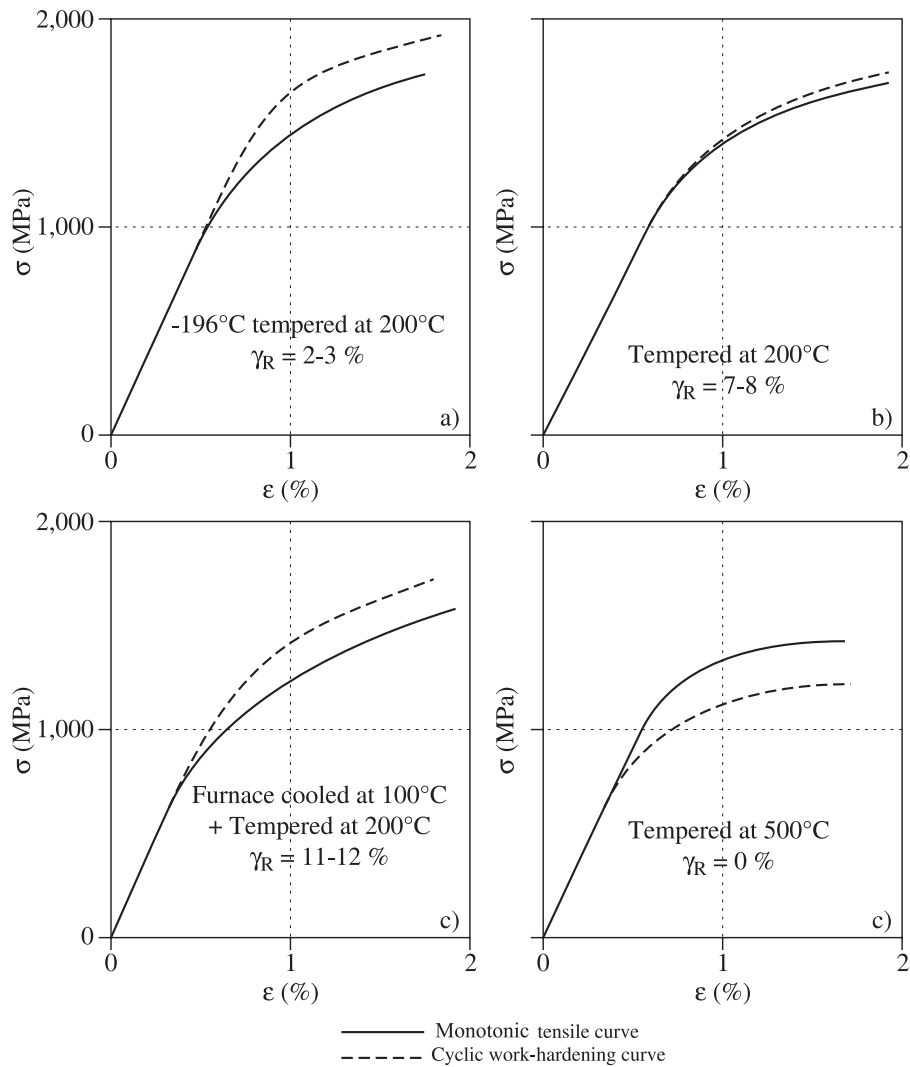 2,000
σ (MPa)
1,000
-196°C tempered at 200°C
γR = 2-3 %
a)
0
0 1 2
ε (%)
σ (MPa)
Tempered at 200°C
γR = 7-8 %
b)
0 1 2
ε (%)
2,000
σ (MPa)
1,000
Furnace cooled at 100°C
+ Tempered at 200°C
γR = 11-12 %
c)
0
0 1 2
ε (%)
σ (MPa)
Tempered at 500°C
γR = 0 %
c)
0 1 2
ε (%)
Monotonic tensile curve
Cyclic work-hardening curve